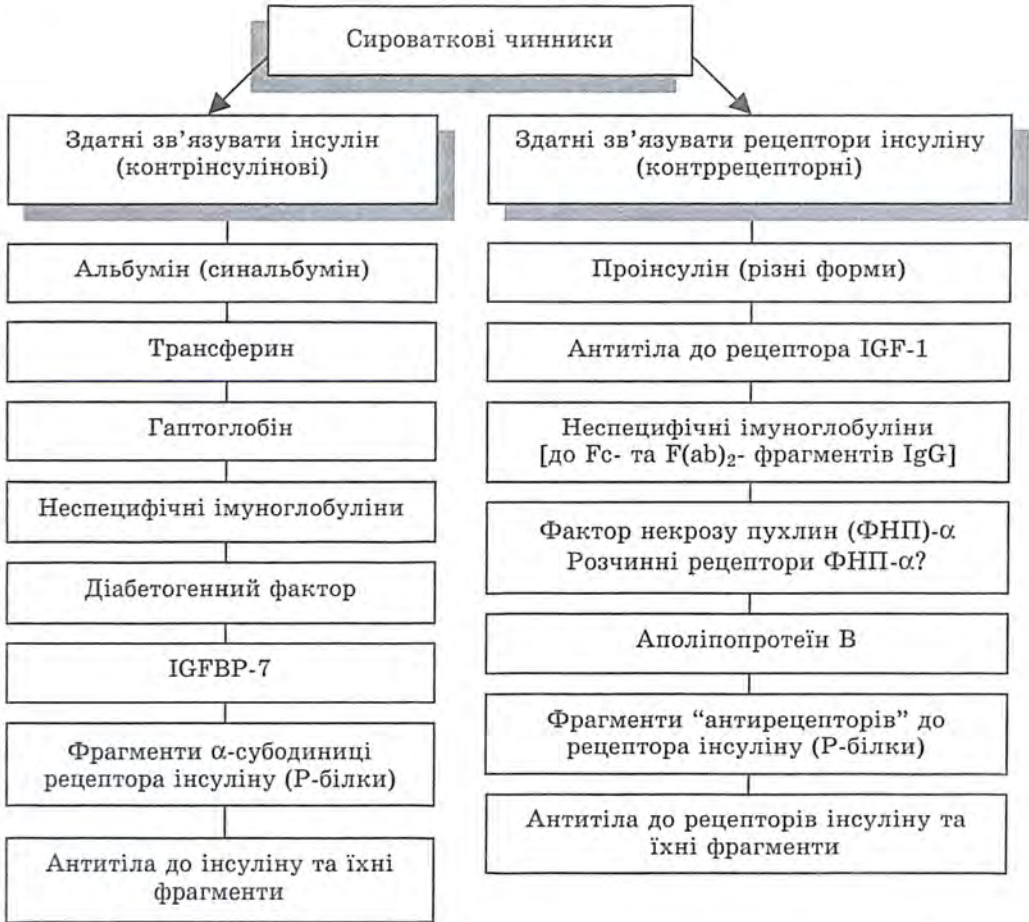 Сироваткові чинники
Здатні зв'язувати інсулін
(контрінсулінові)
Альбумін (синальбумін)
Трансферин
Гаптоглобін
Неспецифічні імуноглобуліни
Діабетогенний фактор
IGFBP-7
Фрагменти α-субодиниці
рецептора інсуліну (Р-білки)
Антитіла до інсуліну та їхні
фрагменти
Здатні зв'язувати рецептори інсуліну
(контррецепторні)
Проінсулін (різні форми)
Антитіла до рецептора IGF-1
Неспецифічні імуноглобуліни
[до Fc- та F(ab)₂- фрагментів IgG]
Фактор некрозу пухлин (ФНП)-α
Розчинні рецептори ФНП-α?
Аполіпопротеїн В
Фрагменти “антирецепторів” до
рецептора інсуліну (Р-білки)
Антитіла до рецепторів інсуліну та
їхні фрагменти